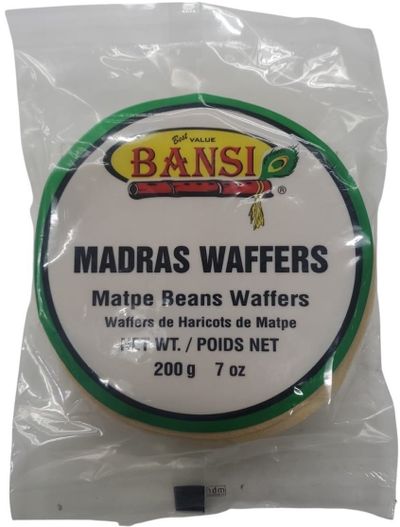 Best VALUE
BANSI ®
MADRAS WAFFERS
Matpe Beans Waffers
Waffers de Haricots de Matpe
NET WT. / POIDS NET
200 g 7 oz